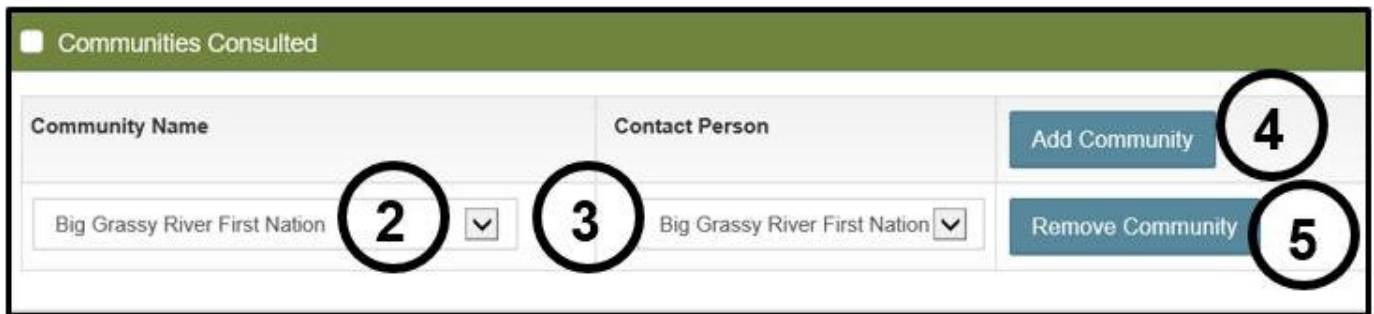 Communities Consulted
Community Name
Contact Person
Add Community
4
Big Grassy River First Nation
2
3
Big Grassy River First Nation
Remove Community
5